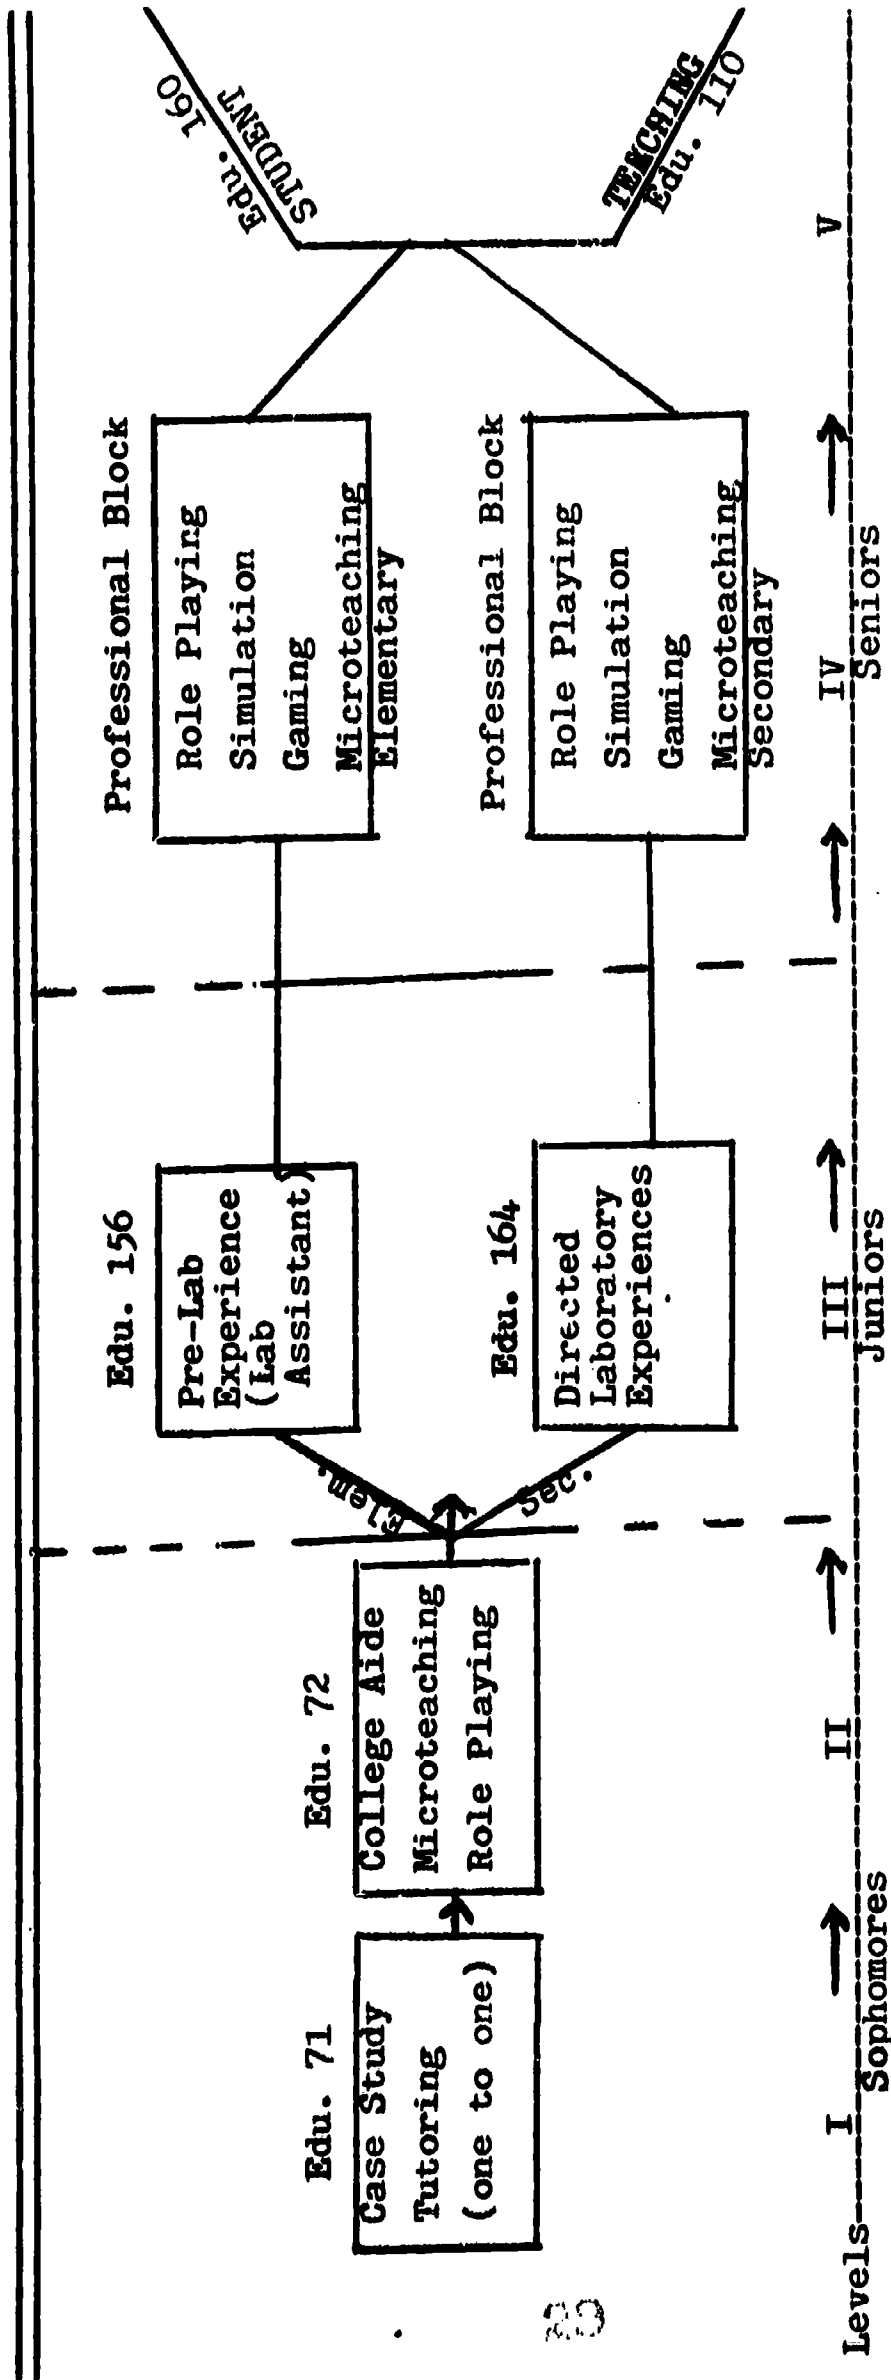 Edu. 71
Case Study
Tutoring
(one to one)
Edu. 72
College Aide
Microteaching
Role Playing
Elem.
Sec.
Edu. 156
Pre-Lab
Experience
(Lab
Assistant)
Edu. 164
Directed
Laboratory
Experiences
Professional Block
Role Playing
Simulation
Gaming
Microteaching
Elementary
Professional Block
Role Playing
Simulation
Gaming
Microteaching
Secondary
Edu. 160
STUDENT
TEACHING
Edu. 110
Levels
I
II
III
IV
V
Sophomores
Juniors
Seniors